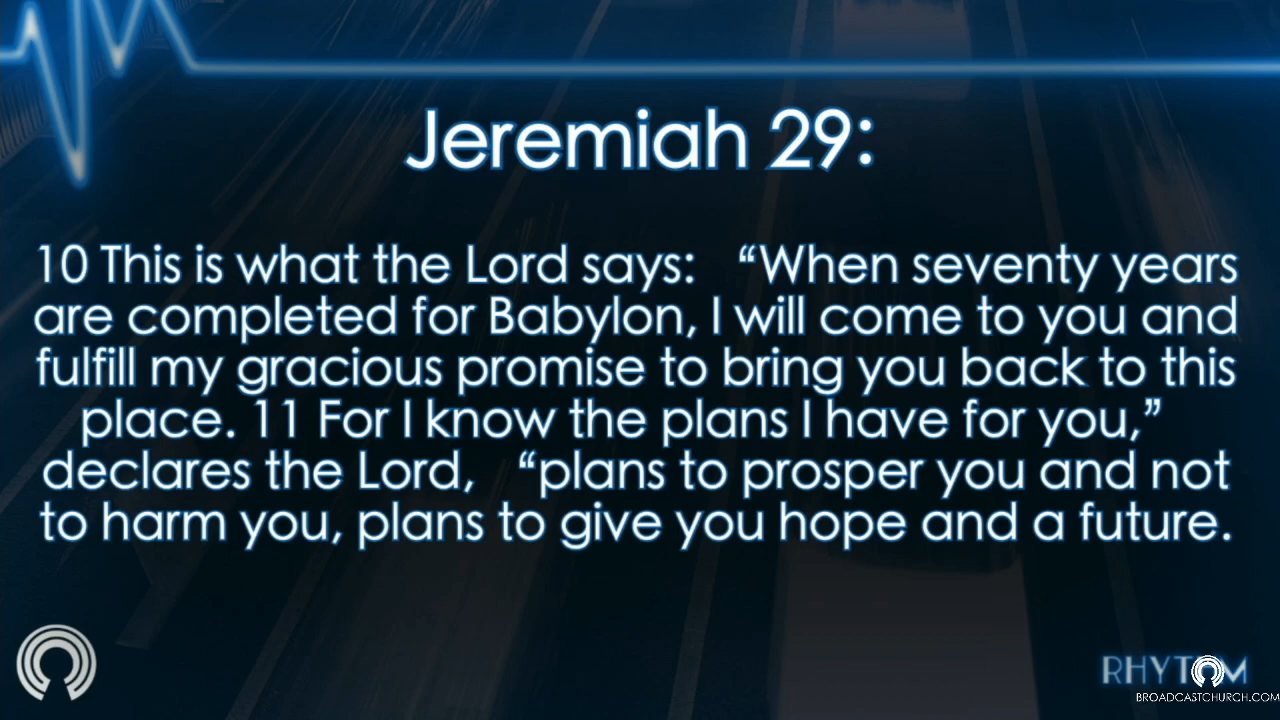 Jeremiah 29:
10 This is what the Lord says:   “When seventy years
are completed for Babylon, I will come to you and
fulfill my gracious promise to bring you back to this
place. 11 For I know the plans I have for you,”
declares the Lord,   “plans to prosper you and not
to harm you, plans to give you hope and a future.
BROADCASTCHURCH.COM